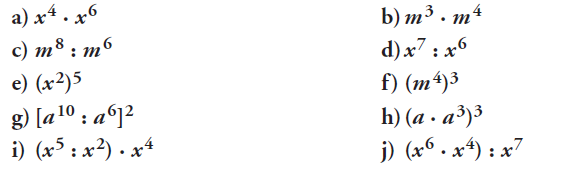 a) x⁴ · x⁶ b) m³ · m⁴
c) m⁸ : m⁶ d) x⁷ : x⁶
e) (x²)⁵ f) (m⁴)³
g) [a¹⁰ : a⁶]² h) (a · a³)³
i) (x⁵ : x²) · x⁴ j) (x⁶ · x⁴) : x⁷